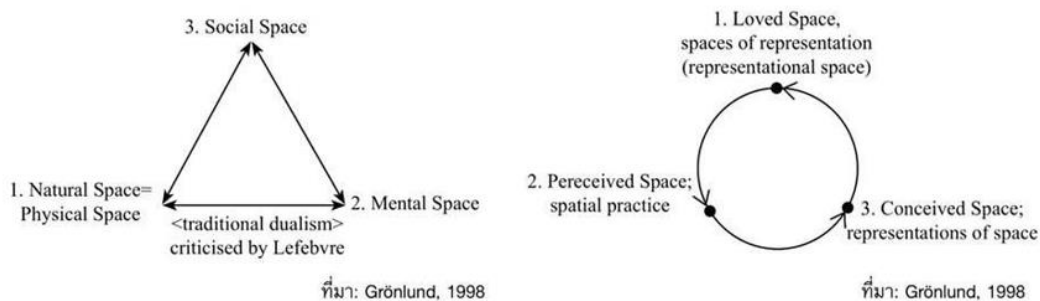 3. Social Space
1. Natural Space=
Physical Space
2. Mental Space
<traditional dualism>
criticised by Lefebvre
ที่มา: Grönlund, 1998
1. Loved Space,
spaces of representation
(representational space)
2. Pereceived Space;
spatial practice
3. Conceived Space;
representations of space
ที่มา: Grönlund, 1998